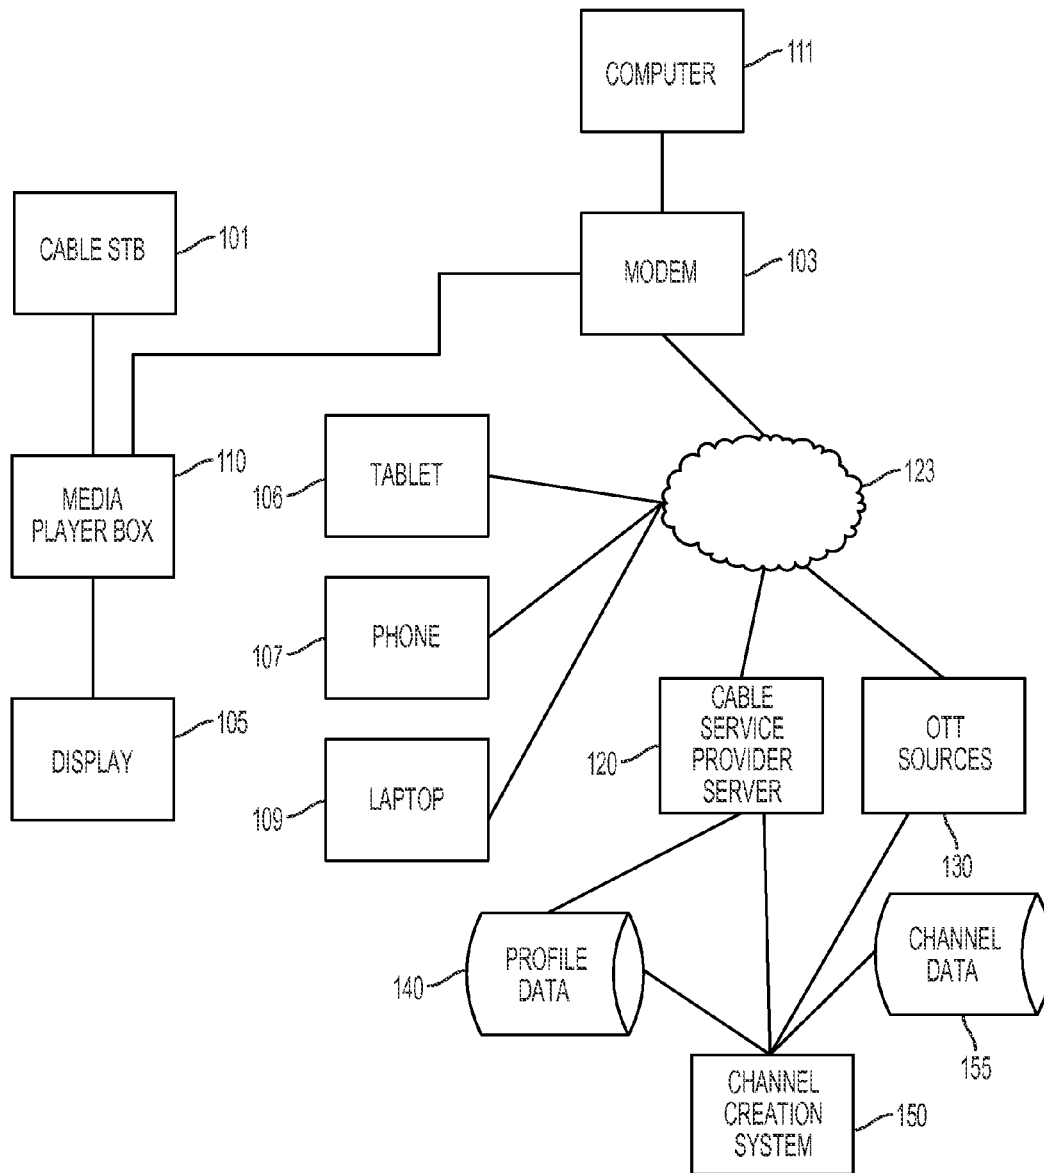 COMPUTER
111
CABLE STB
101
MODEM
103
MEDIA
PLAYER BOX
110
TABLET
106
123
PHONE
107
DISPLAY
105
LAPTOP
109
CABLE
SERVICE
PROVIDER
SERVER
120
OTT
SOURCES
130
PROFILE
DATA
140
CHANNEL
DATA
155
CHANNEL
CREATION
SYSTEM
150